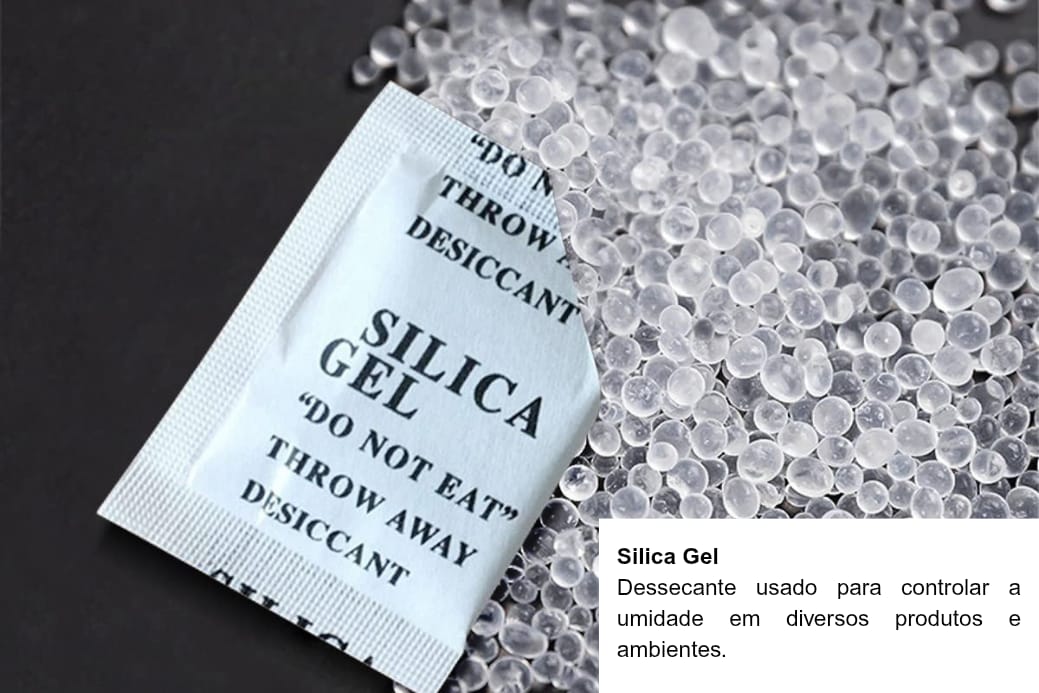 “DO N
THROW A
DESICCANT
SILICA
GEL
“DO NOT EAT”
THROW AWAY
DESICCANT
SILICA
Silica Gel
Dessecante usado para controlar a
umidade em diversos produtos e
ambientes.